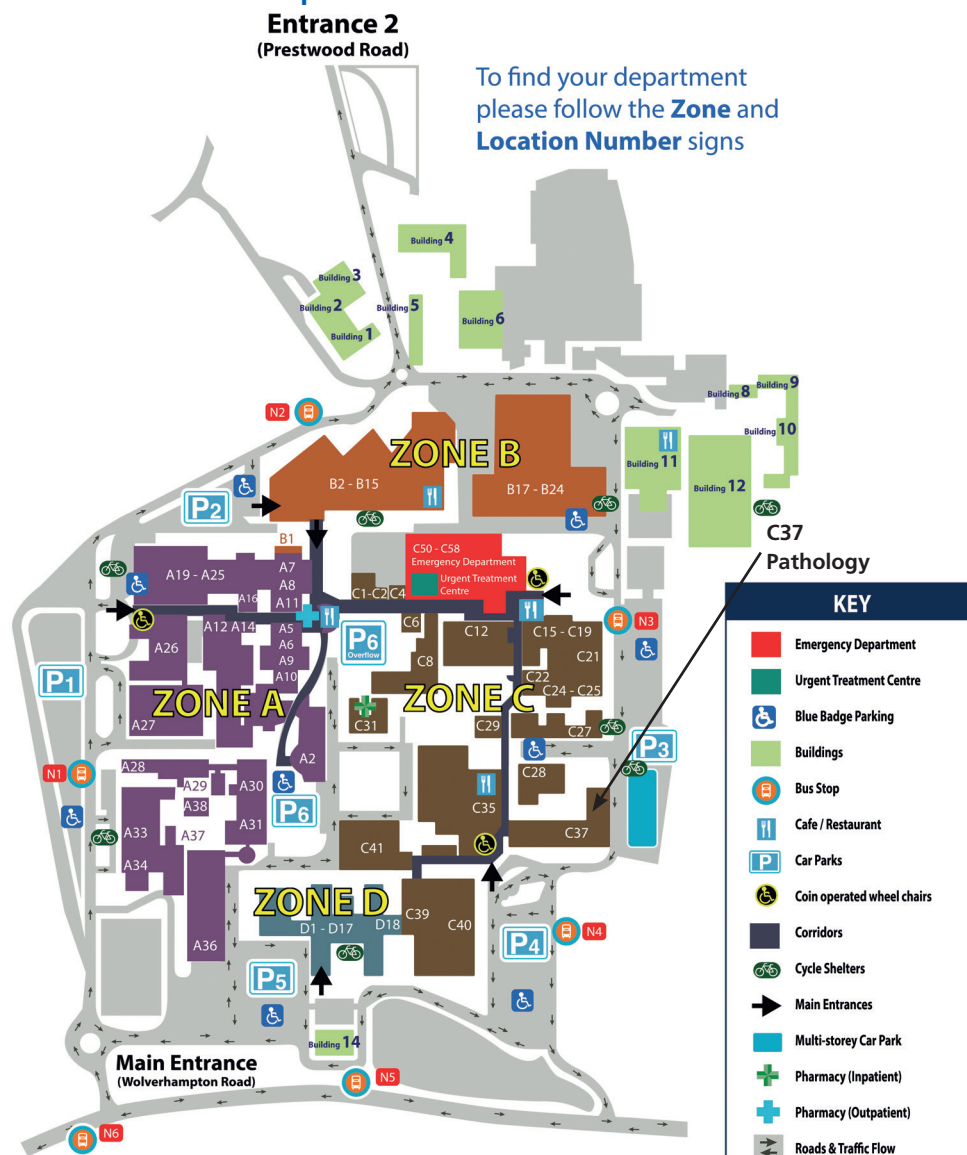 Entrance 2
(Prestwood Road)
To find your department
please follow the Zone and
Location Number signs
Building 4
Building 3
Building 2
Building 5
Building 6
Building 1
Building 9
Building 8
N2
Building 10
ZONE B
Building 11
B2 - B15
B17 - B24
Building 12
P2
C37
Pathology
B1
C50 - C58
Emergency Department
Urgent Treatment
Centre
A7
A19 - A25
A8
A16
A11
C1-C2
C4
A12
A14
A5
A6
A9
A10
A26
P6
Overflow
C6
C12
C15 - C19
N3
C8
C21
C22
C24 - C25
P1
ZONE A
ZONE C
A27
C31
C29
C27
P3
A2
A28
N1
A29
A30
C28
A38
P6
C35
A33
A37
A31
C37
A34
C41
ZONE D
D1 - D17
D18
C39
C40
N4
A36
P4
P5
Building 14
Main Entrance
(Wolverhampton Road)
N5
N6
KEY
Emergency Department
Urgent Treatment Centre
Blue Badge Parking
Buildings
Bus Stop
Cafe / Restaurant
P
Car Parks
Coin operated wheel chairs
Corridors
Cycle Shelters
Main Entrances
Multi-storey Car Park
Pharmacy (Inpatient)
Pharmacy (Outpatient)
Roads & Traffic Flow